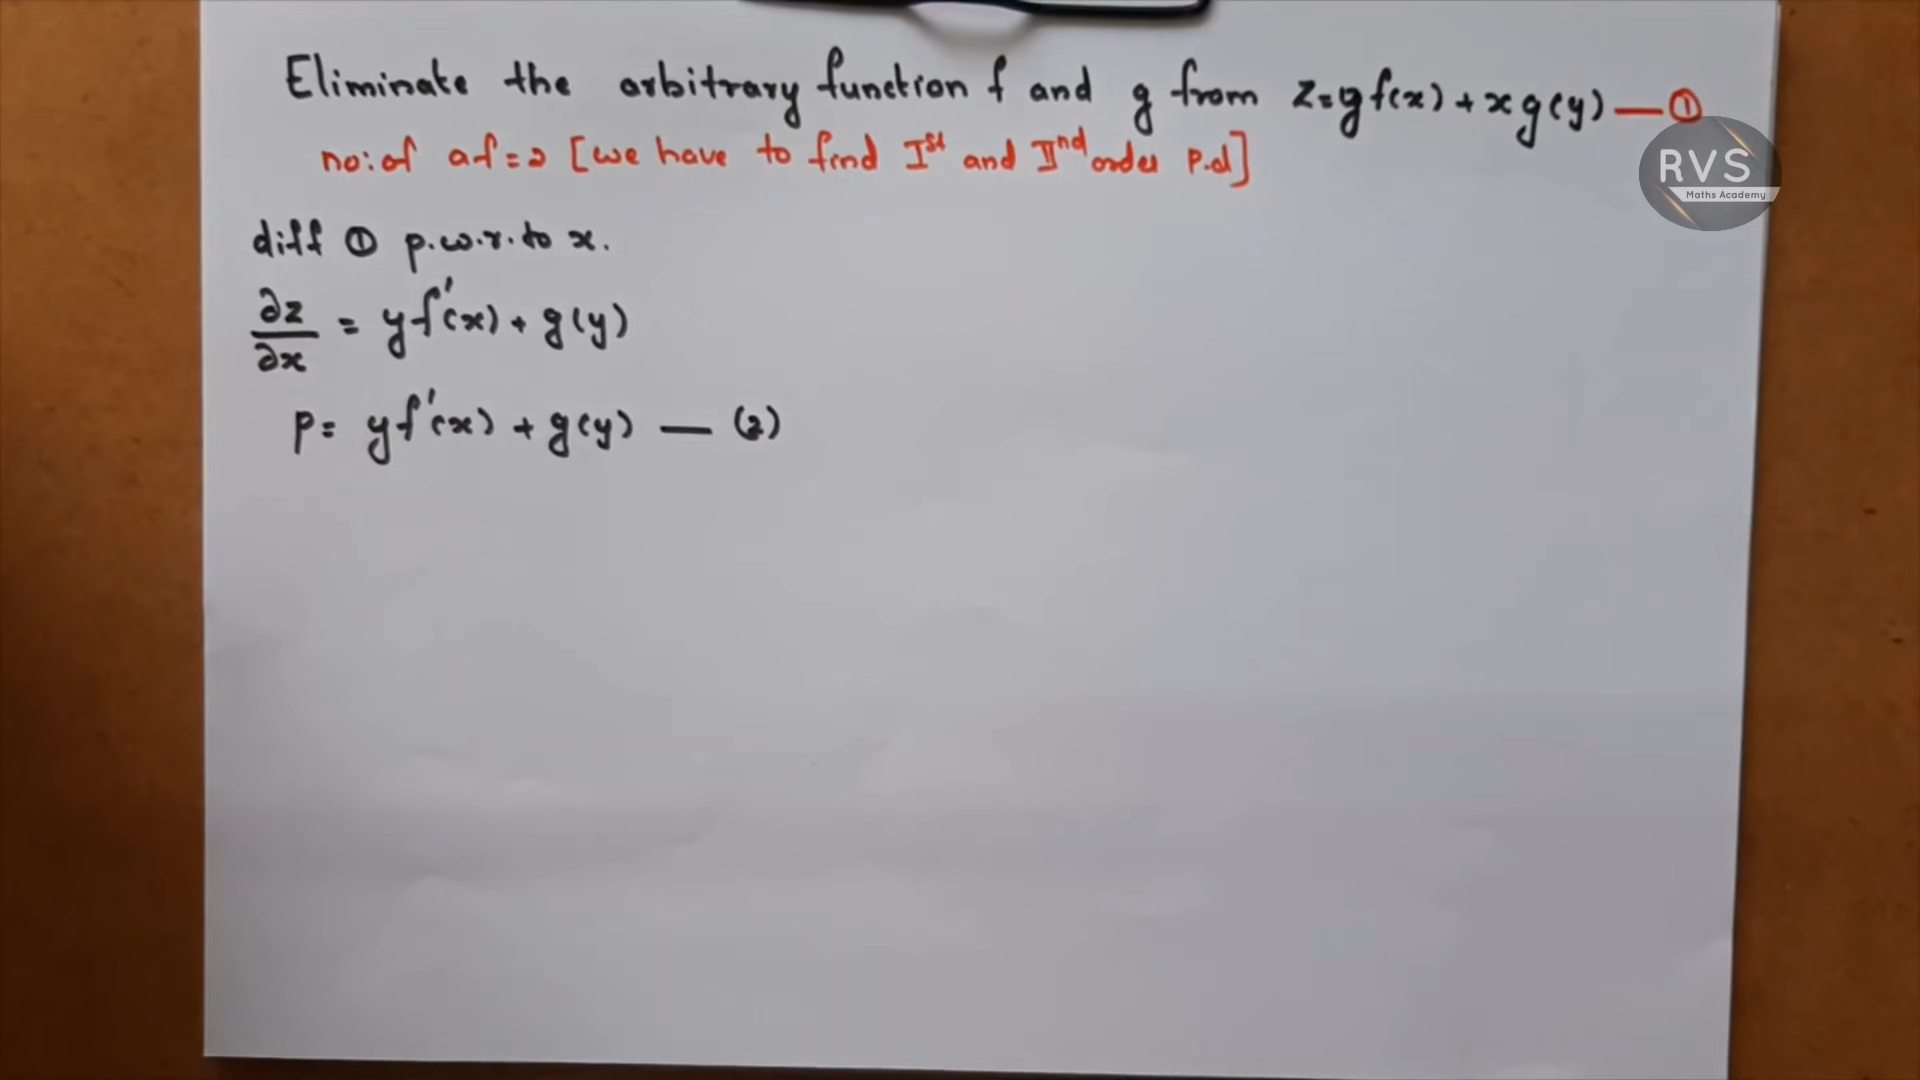 Eliminate the arbitrary function f and g from z=yf(x)+xg(y) — ①
no: of af=2 [we have to find Ist and IInd order p.d]
RVS
Maths Academy
diff ① p.w.r.to x.
∂z/∂x = yf'(x)+g(y)
p= yf'(x)+g(y) — (2)